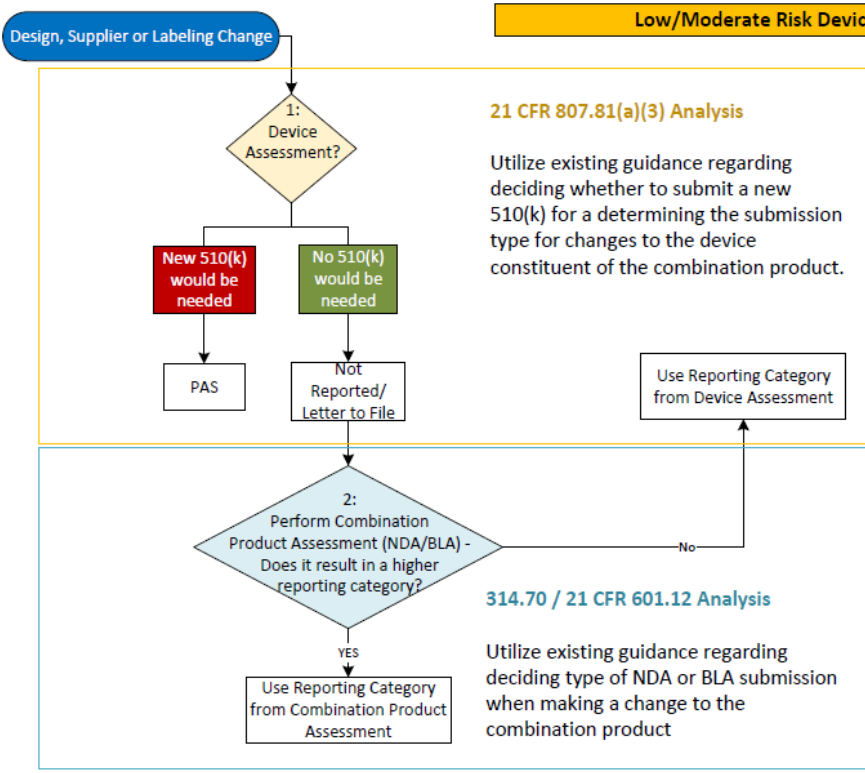 Design, Supplier or Labeling Change
Low/Moderate Risk Devic
1:
Device
Assessment?
21 CFR 807.81(a)(3) Analysis
Utilize existing guidance regarding
deciding whether to submit a new
510(k) for a determining the submission
type for changes to the device
constituent of the combination product.
New 510(k)
would be
needed
No 510(k)
would be
needed
PAS
Not
Reported/
Letter to File
Use Reporting Category
from Device Assessment
2:
Perform Combination
Product Assessment (NDA/BLA) -
Does it result in a higher
reporting category?
No
314.70 / 21 CFR 601.12 Analysis
Utilize existing guidance regarding
deciding type of NDA or BLA submission
when making a change to the
combination product
YES
Use Reporting Category
from Combination Product
Assessment